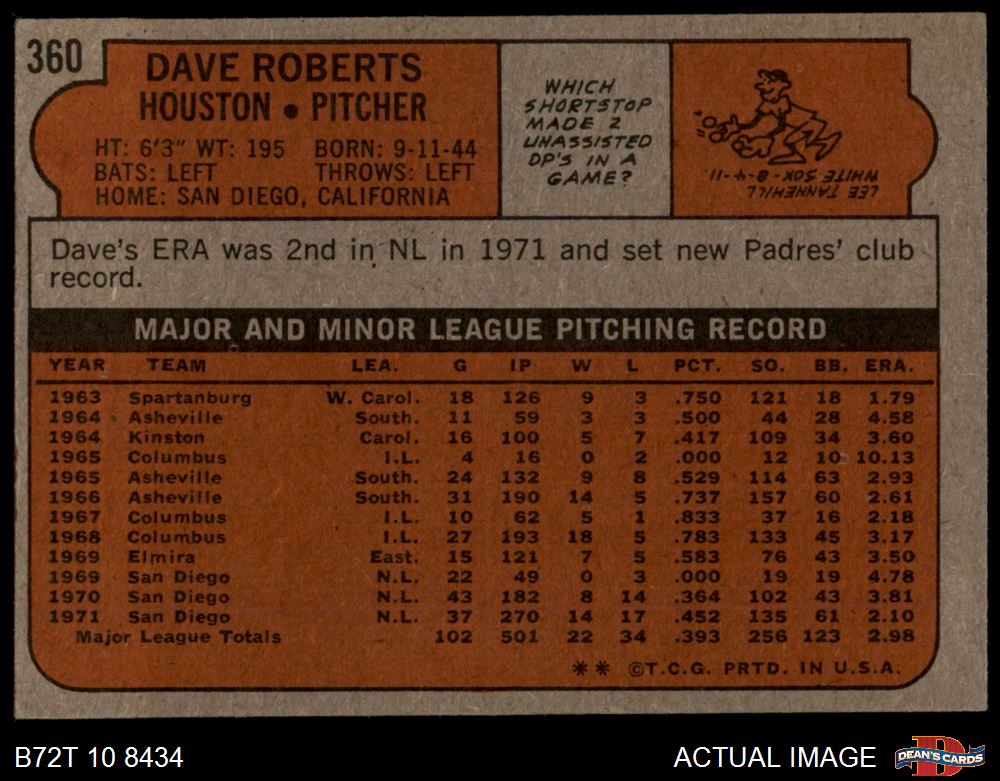 360
DAVE ROBERTS
HOUSTON • PITCHER
HT: 6'3" WT: 195 BORN: 9-11-44
BATS: LEFT THROWS: LEFT
HOME: SAN DIEGO, CALIFORNIA
WHICH
SHORTSTOP
MADE 2
UNASSISTED
DP'S IN A
GAME?
LEE TANNEHILL
WHITE SOX - 8-4-11.
Dave's ERA was 2nd in NL in 1971 and set new Padres' club
record.
MAJOR AND MINOR LEAGUE PITCHING RECORD
YEAR TEAM LEA. G IP W L PCT. SO. BB. ERA.
1963 Spartanburg W. Carol. 18 126 9 3 .750 121 18 1.79
1964 Asheville South. 11 59 3 3 .500 44 28 4.58
1964 Kinston Carol. 16 100 5 7 .417 109 34 3.60
1965 Columbus I.L. 4 16 0 2 .000 12 10 10.13
1965 Asheville South. 24 132 9 8 .529 114 63 2.93
1966 Asheville South. 31 190 14 5 .737 157 60 2.61
1967 Columbus I.L. 10 62 5 1 .833 37 16 2.18
1968 Columbus I.L. 27 193 18 5 .783 133 45 3.17
1969 Elmira East. 15 121 7 5 .583 76 43 3.50
1969 San Diego N.L. 22 49 0 3 .000 19 19 4.78
1970 San Diego N.L. 43 182 8 14 .364 102 43 3.81
1971 San Diego N.L. 37 270 14 17 .452 135 61 2.10
Major League Totals 102 501 22 34 .393 256 123 2.98
** ©T.C.G. PRTD. IN U.S.A.
B72T 10 8434
ACTUAL IMAGE
D
DEAN'S CARDS